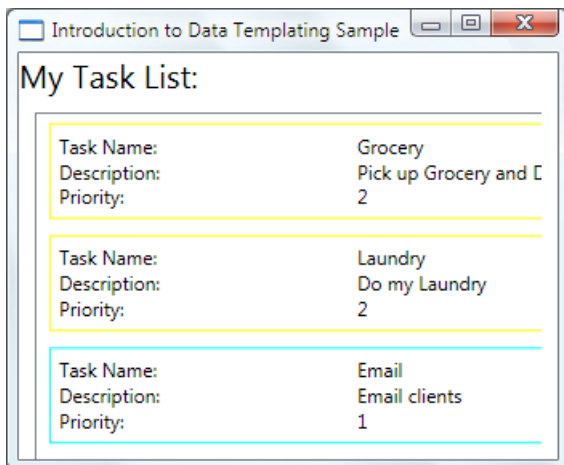 Introduction to Data Templating Sample
My Task List:
Task Name: Grocery
Description: Pick up Grocery and D
Priority: 2
Task Name: Laundry
Description: Do my Laundry
Priority: 2
Task Name: Email
Description: Email clients
Priority: 1